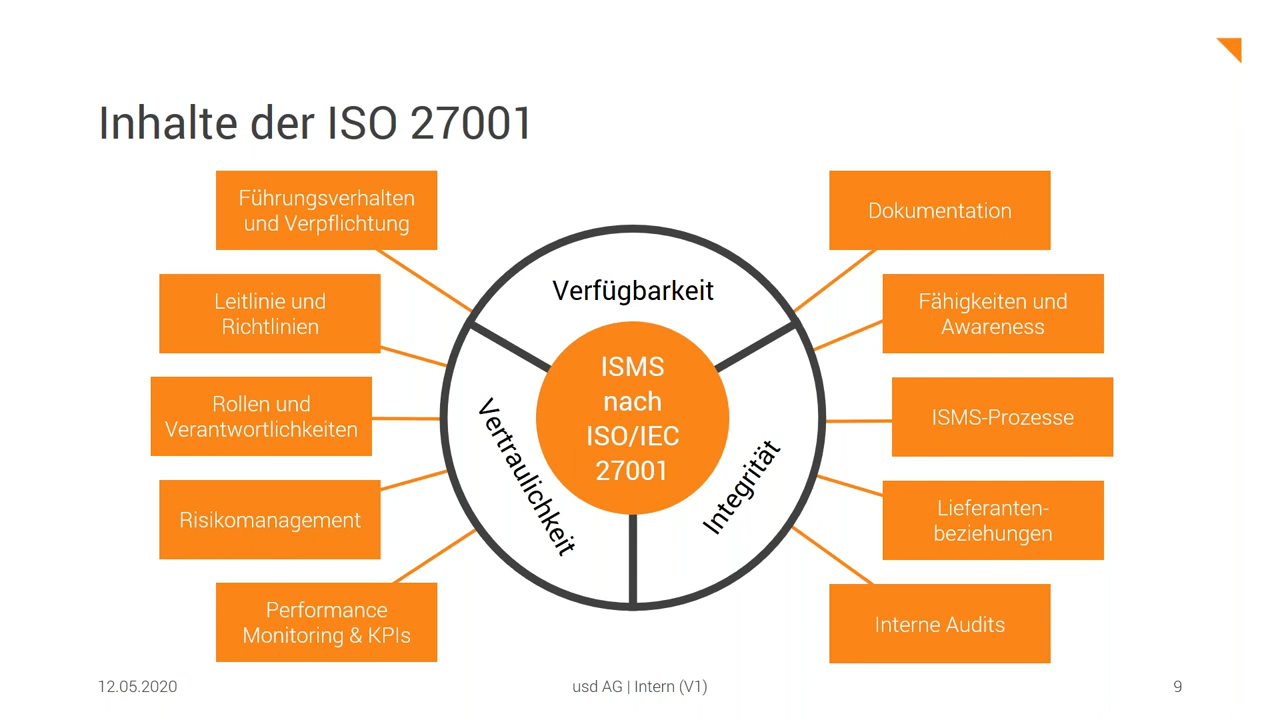 Inhalte der ISO 27001
Führungsverhalten
und Verpflichtung
Leitlinie und
Richtlinien
Rollen und
Verantwortlichkeiten
Risikomanagement
Performance
Monitoring & KPIs
Verfügbarkeit
Vertraulichkeit
Integrität
ISMS
nach
ISO/IEC
27001
Dokumentation
Fähigkeiten und
Awareness
ISMS-Prozesse
Lieferanten-
beziehungen
Interne Audits
12.05.2020
usd AG | Intern (V1)
9